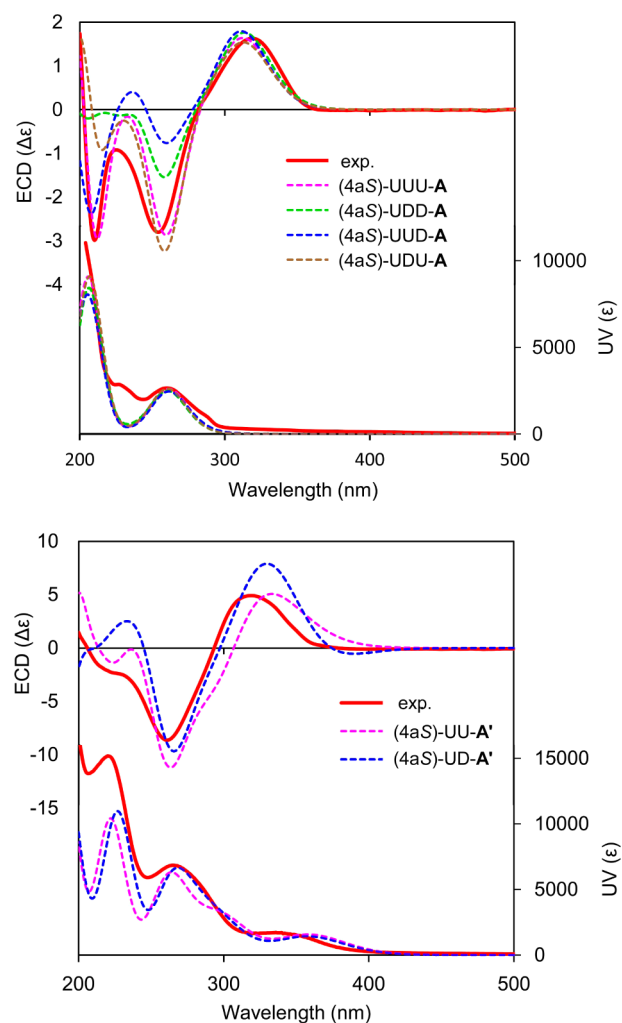 2
1
0
-1
-2
-3
-4
ECD (Δε)
exp.
(4aS)-UUU-A
(4aS)-UDD-A
(4aS)-UUD-A
(4aS)-UDU-A
10000
5000
0
UV (ε)
200 300 400 500
Wavelength (nm)
10
5
0
-5
-10
-15
ECD (Δε)
exp.
(4aS)-UU-A'
(4aS)-UD-A'
15000
10000
5000
0
UV (ε)
200 300 400 500
Wavelength (nm)